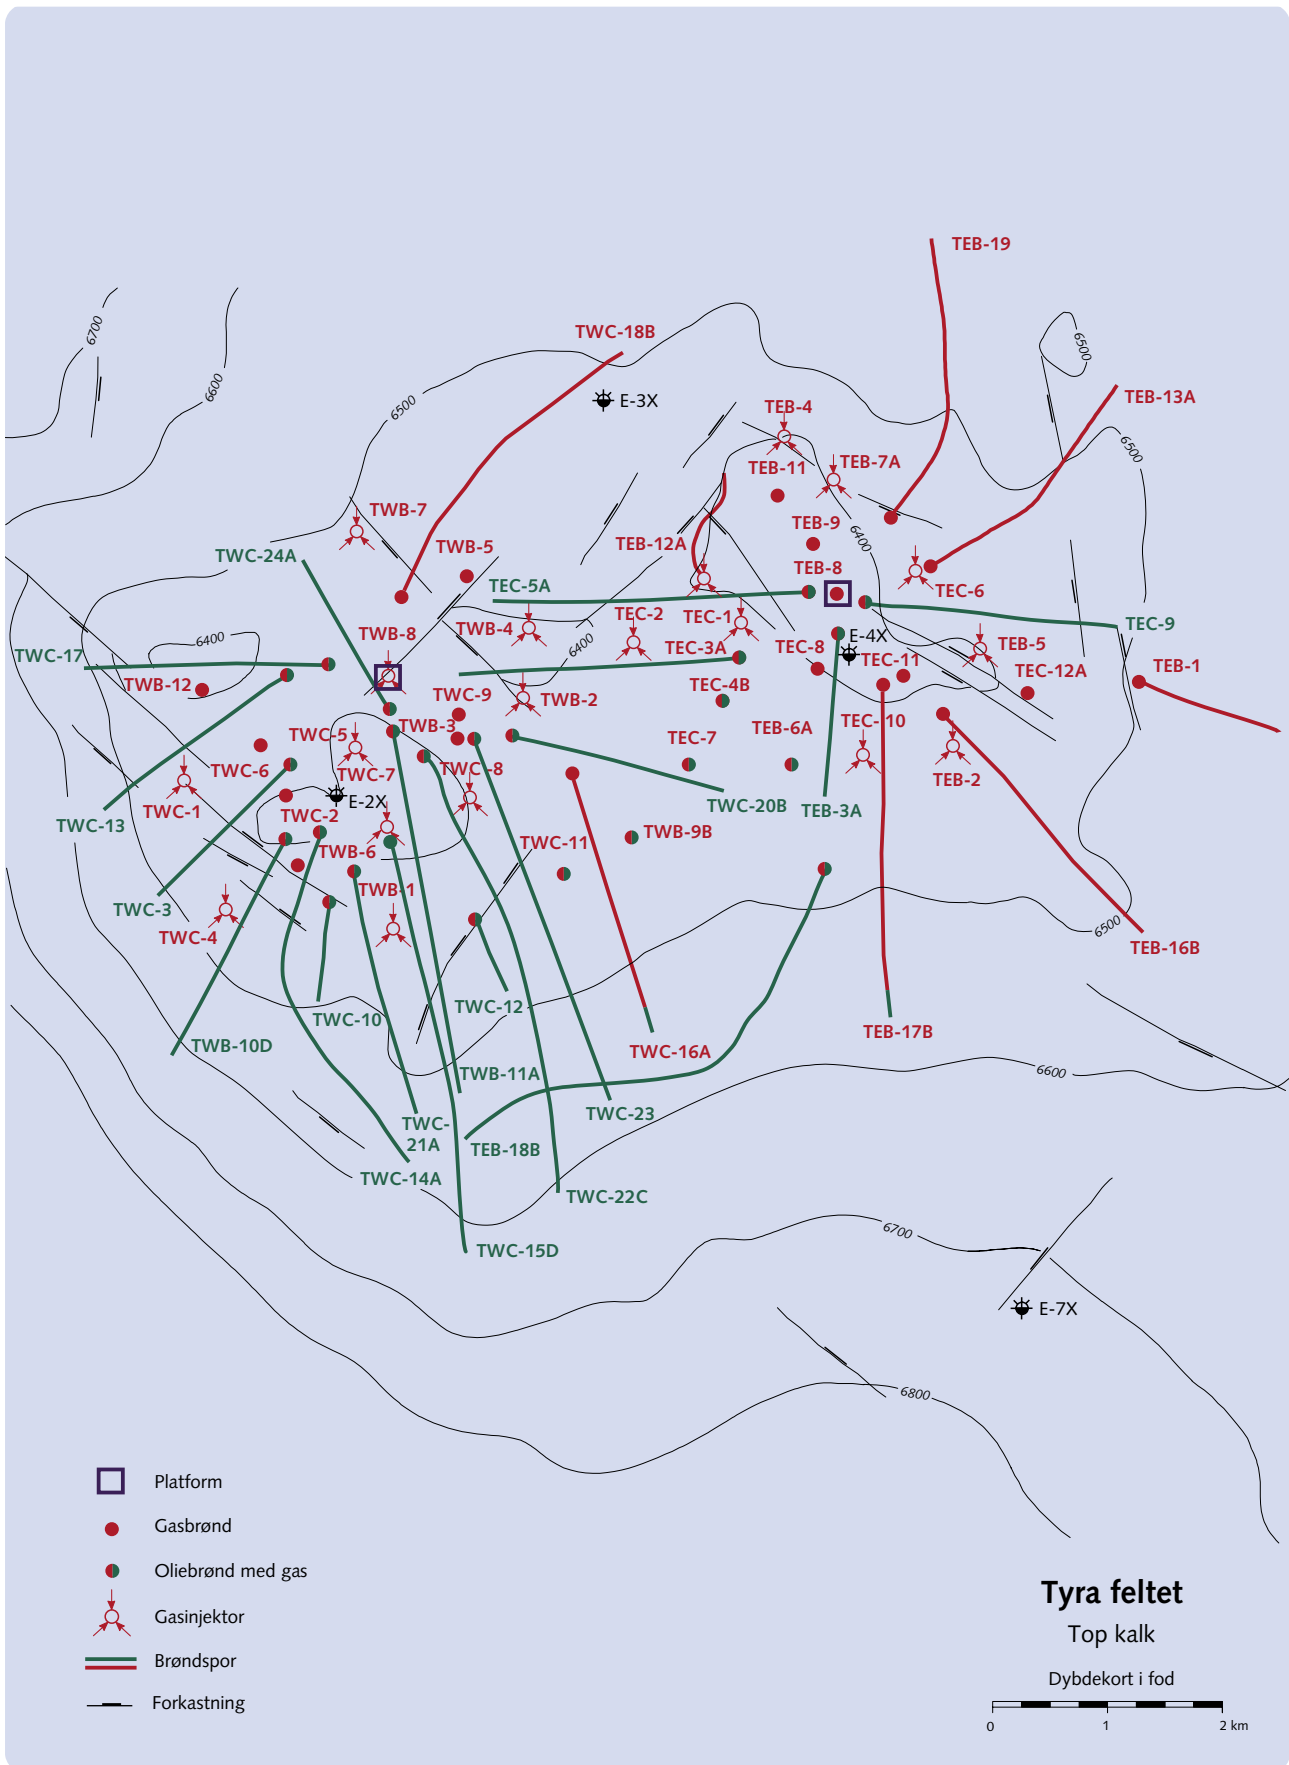 TEB-19
6700
TWC-18B
6500
6600
TEB-13A
E-3X
6500
TEB-4
6500
TEB-7A
TEB-11
TWB-7
TEB-9
6400
TEB-12A
TWB-5
TWC-24A
TEB-8
TEC-5A
TEC-6
TEC-2
TEC-1
TEC-9
TWB-4
TWB-8
E-4X
6400
6400
TEC-3A
TEC-8
TEB-5
TWC-17
TEC-11
TEB-1
TEC-12A
TWB-12
TEC-4B
TWC-9
TWB-2
TEC-10
TWB-3
TEB-6A
TWC-5
TEC-7
TWC-6
TWC-7
TWC-8
TEB-2
E-2X
TWC-20B
TWC-1
TEB-3A
TWC-2
TWC-13
TWB-9B
TWC-11
TWB-6
TWB-1
TWC-3
6500
TWC-4
TEB-16B
TWC-12
TWC-10
TEB-17B
TWB-10D
TWC-16A
TWB-11A
6600
TWC-23
TWC-
21A
TEB-18B
TWC-14A
TWC-22C
6700
TWC-15D
E-7X
6800
Platform
Gasbrønd
Oliebrønd med gas
Gasinjektor
Brøndspor
Forkastning
Tyra feltet
Top kalk
Dybdekort i fod
0 1 2 km